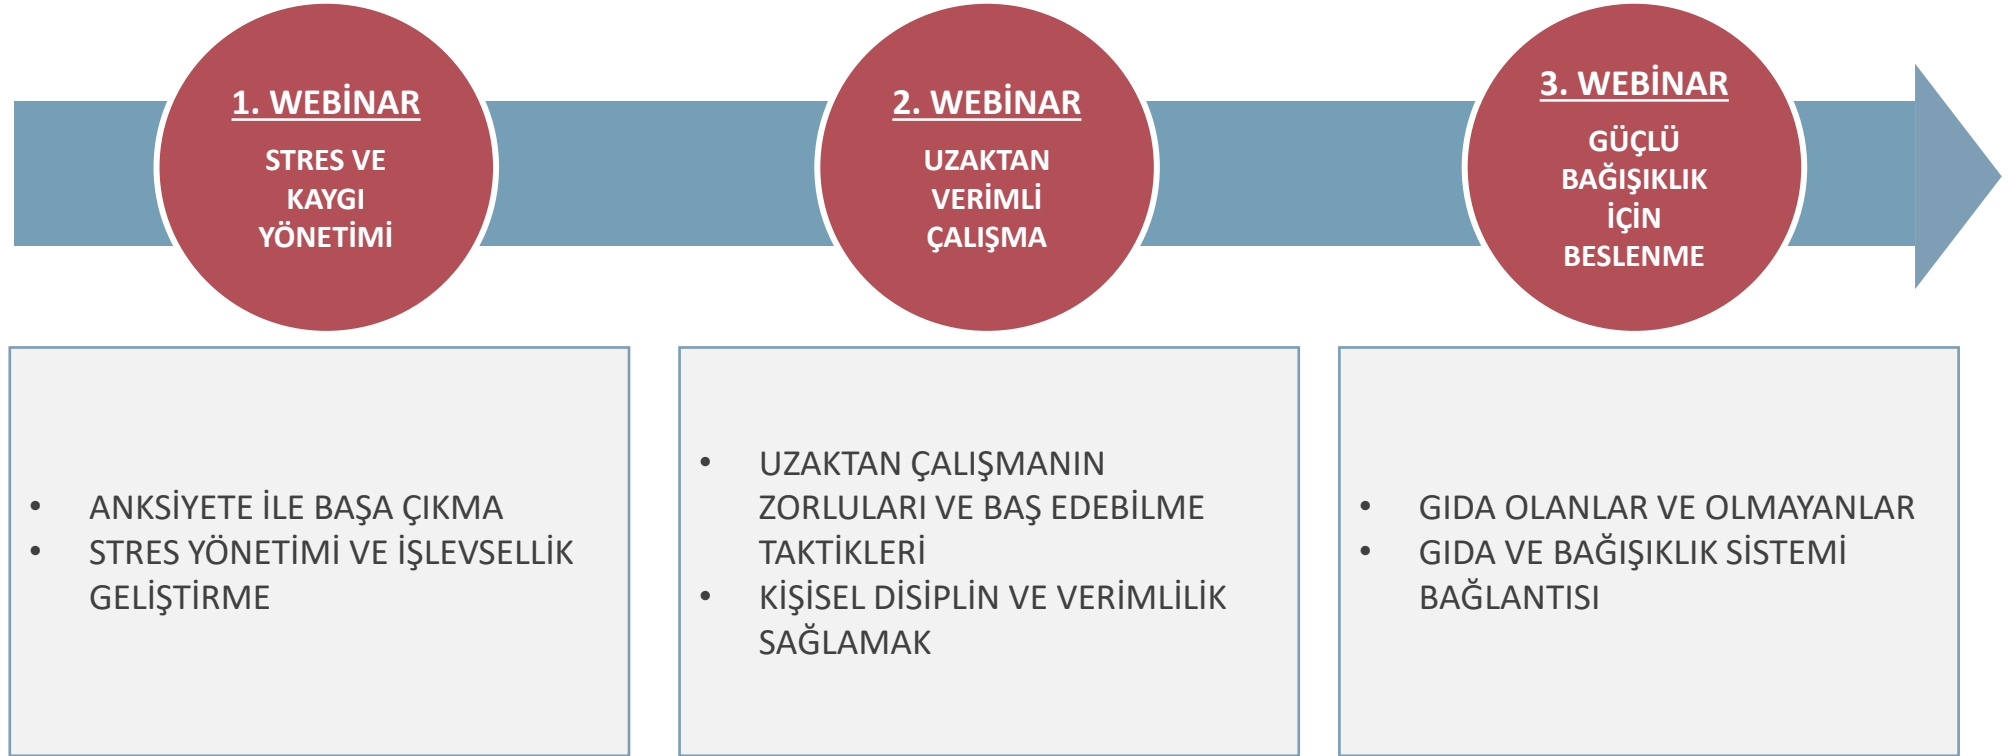 1. WEBİNAR
STRES VE
KAYGI
YÖNETİMİ
2. WEBİNAR
UZAKTAN
VERİMLİ
ÇALIŞMA
3. WEBİNAR
GÜÇLÜ
BAĞIŞIKLIK
İÇİN
BESLENME
• ANKSİYETE İLE BAŞA ÇIKMA
• STRES YÖNETİMİ VE İŞLEVSELLİK
GELİŞTİRME
• UZAKTAN ÇALIŞMANIN
ZORLULARI VE BAŞ EDEBİLME
TAKTİKLERİ
• KİŞİSEL DİSİPLİN VE VERİMLİLİK
SAĞLAMAK
• GIDA OLANLAR VE OLMAYANLAR
• GIDA VE BAĞIŞIKLIK SİSTEMİ
BAĞLANTISI